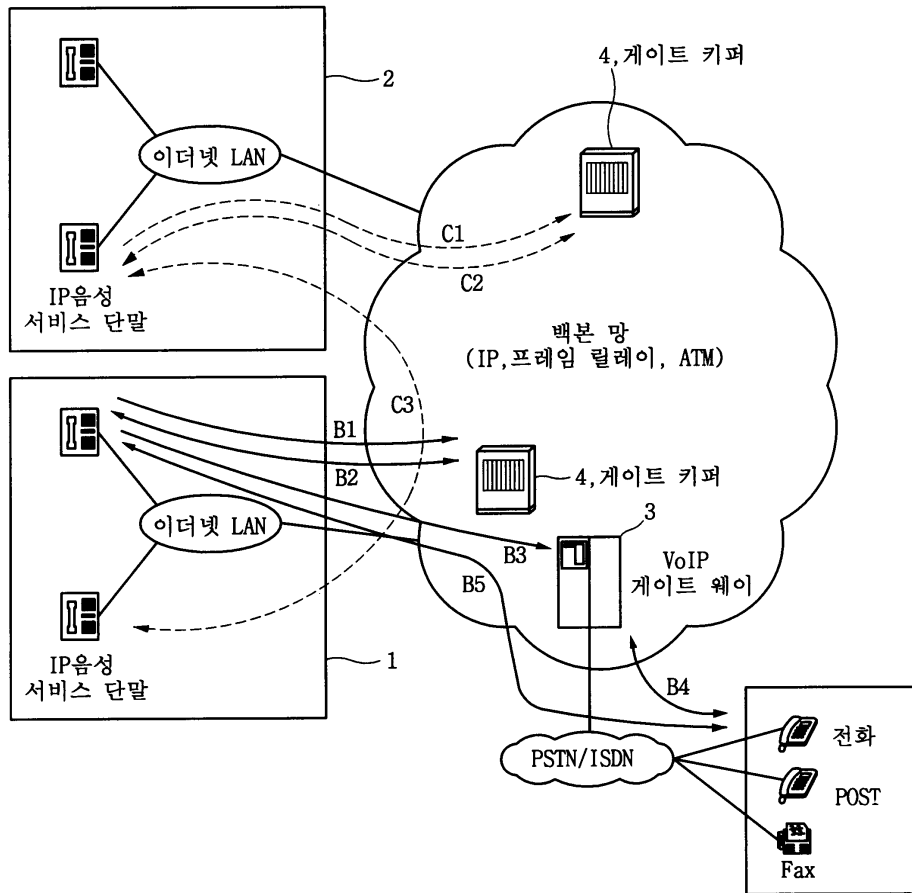 4,게이트 키퍼
2
이더넷 LAN
C1
C2
IP음성
서비스 단말
백본 망
(IP,프레임 릴레이, ATM)
C3
B1
B2
4,게이트 키퍼
이더넷 LAN
3
B3
VoIP
게이트 웨이
B5
IP음성
서비스 단말
1
B4
전화
PSTN/ISDN
POST
Fax